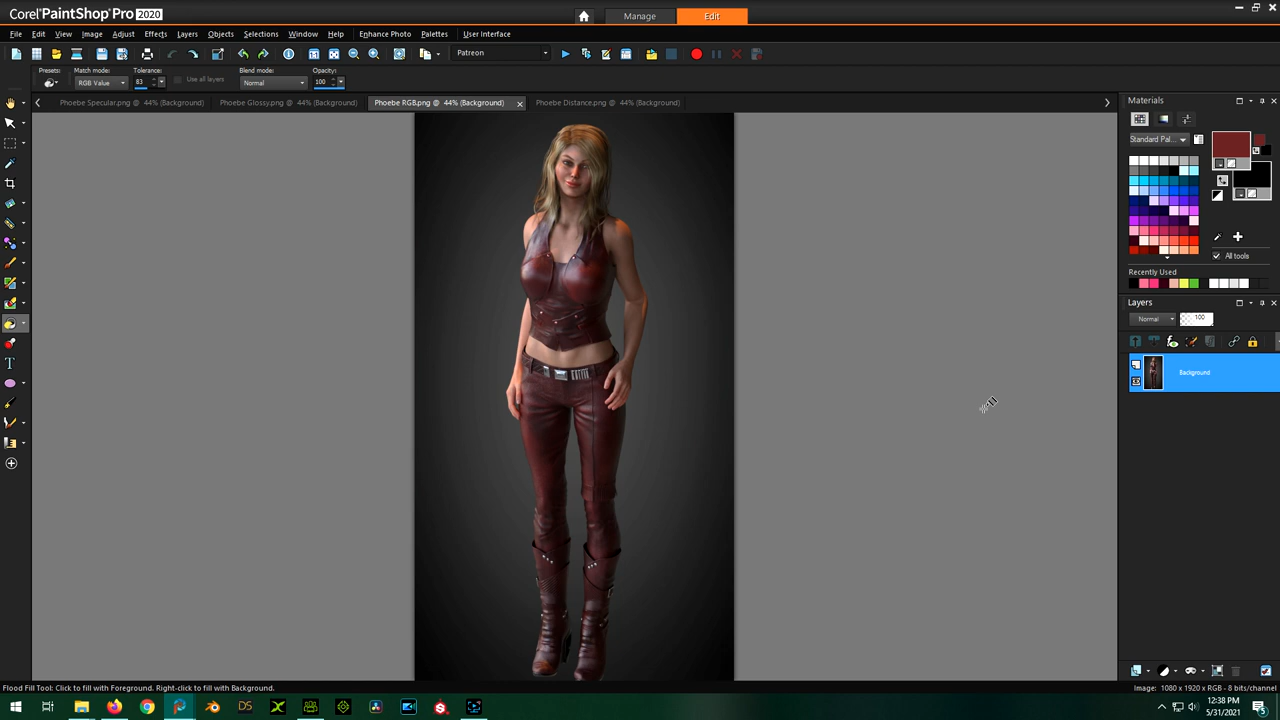 Corel PaintShop Pro 2020
Manage
Edit
File Edit View Image Adjust Effects Layers Objects Selections Window Help Enhance Photo Palettes User Interface
Patreon
Presets: Match mode: Tolerance: Blend mode: Opacity:
RGB Value 83 Use all layers Normal 100
Phoebe Specular.png @ 44% (Background)
Phoebe Glossy.png @ 44% (Background)
Phoebe RGB.png @ 44% (Background)
Phoebe Distance.png @ 44% (Background)
Materials
Standard Pal...
All tools
Recently Used
Layers
Normal 100
Background
Flood Fill Tool: Click to fill with Foreground. Right-click to fill with Background.
Image: 1080 x 1920 x RGB - 8 bits/channel
DS
12:38 PM
5/31/2021
5